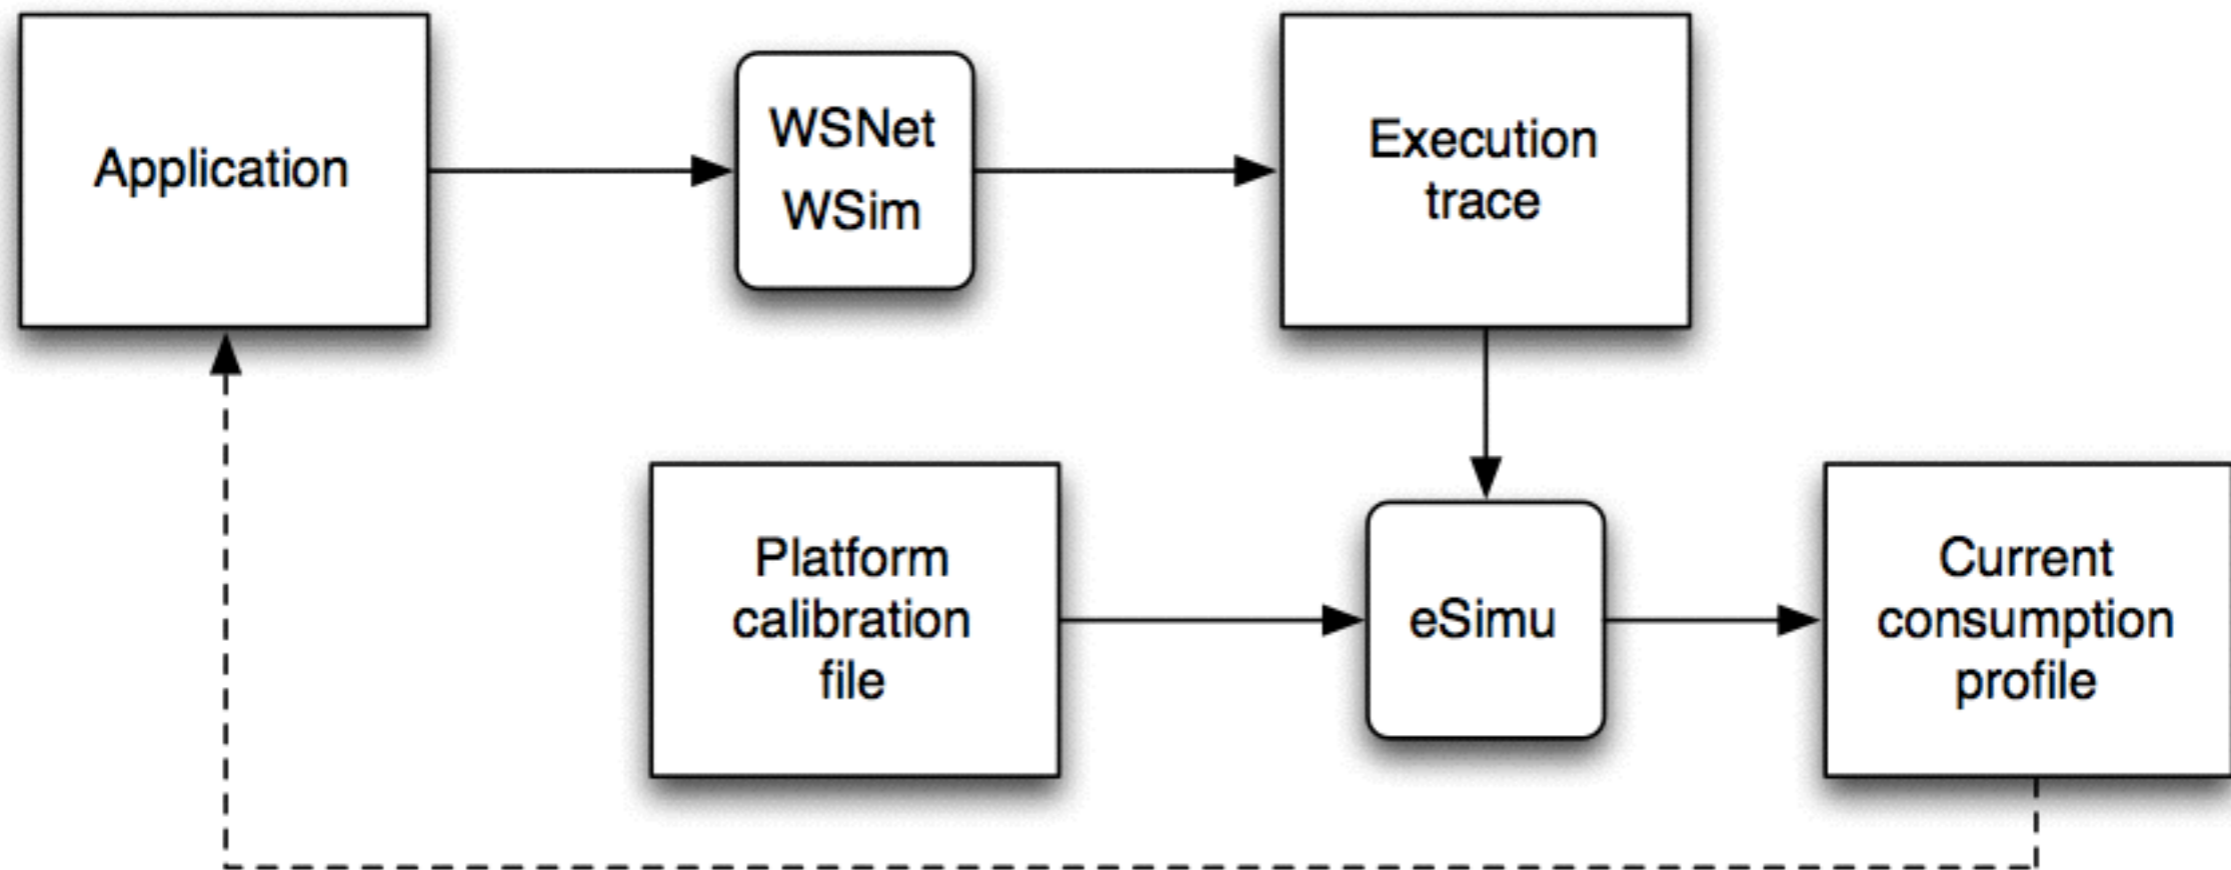 Application
WSNet
WSim
Execution
trace
Platform
calibration
file
eSimu
Current
consumption
profile